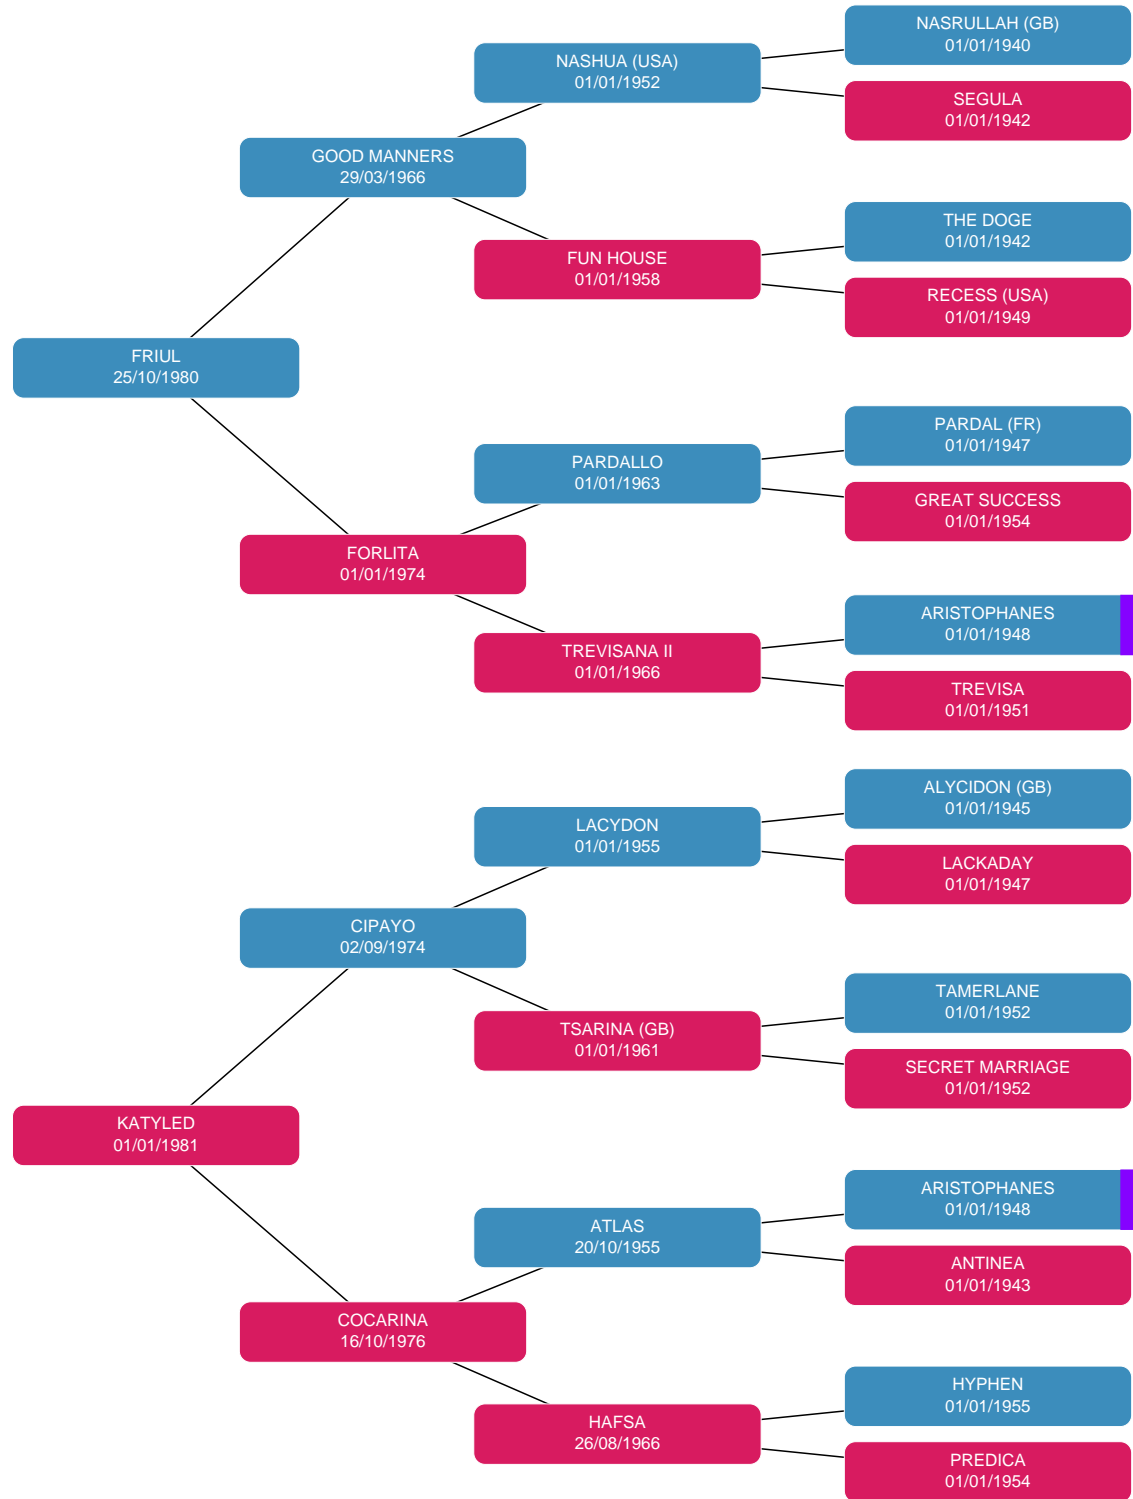 NASRULLAH (GB)
01/01/1940
NASHUA (USA)
01/01/1952
SEGULA
01/01/1942
GOOD MANNERS
29/03/1966
THE DOGE
01/01/1942
FUN HOUSE
01/01/1958
RECESS (USA)
01/01/1949
FRIUL
25/10/1980
PARDAL (FR)
01/01/1947
PARDALLO
01/01/1963
GREAT SUCCESS
01/01/1954
FORLITA
01/01/1974
ARISTOPHANES
01/01/1948
TREVISANA II
01/01/1966
TREVISA
01/01/1951
ALYCIDON (GB)
01/01/1945
LACYDON
01/01/1955
LACKADAY
01/01/1947
CIPAYO
02/09/1974
TAMERLANE
01/01/1952
TSARINA (GB)
01/01/1961
SECRET MARRIAGE
01/01/1952
KATYLED
01/01/1981
ARISTOPHANES
01/01/1948
ATLAS
20/10/1955
ANTINEA
01/01/1943
COCARINA
16/10/1976
HYPHEN
01/01/1955
HAFSA
26/08/1966
PREDICA
01/01/1954